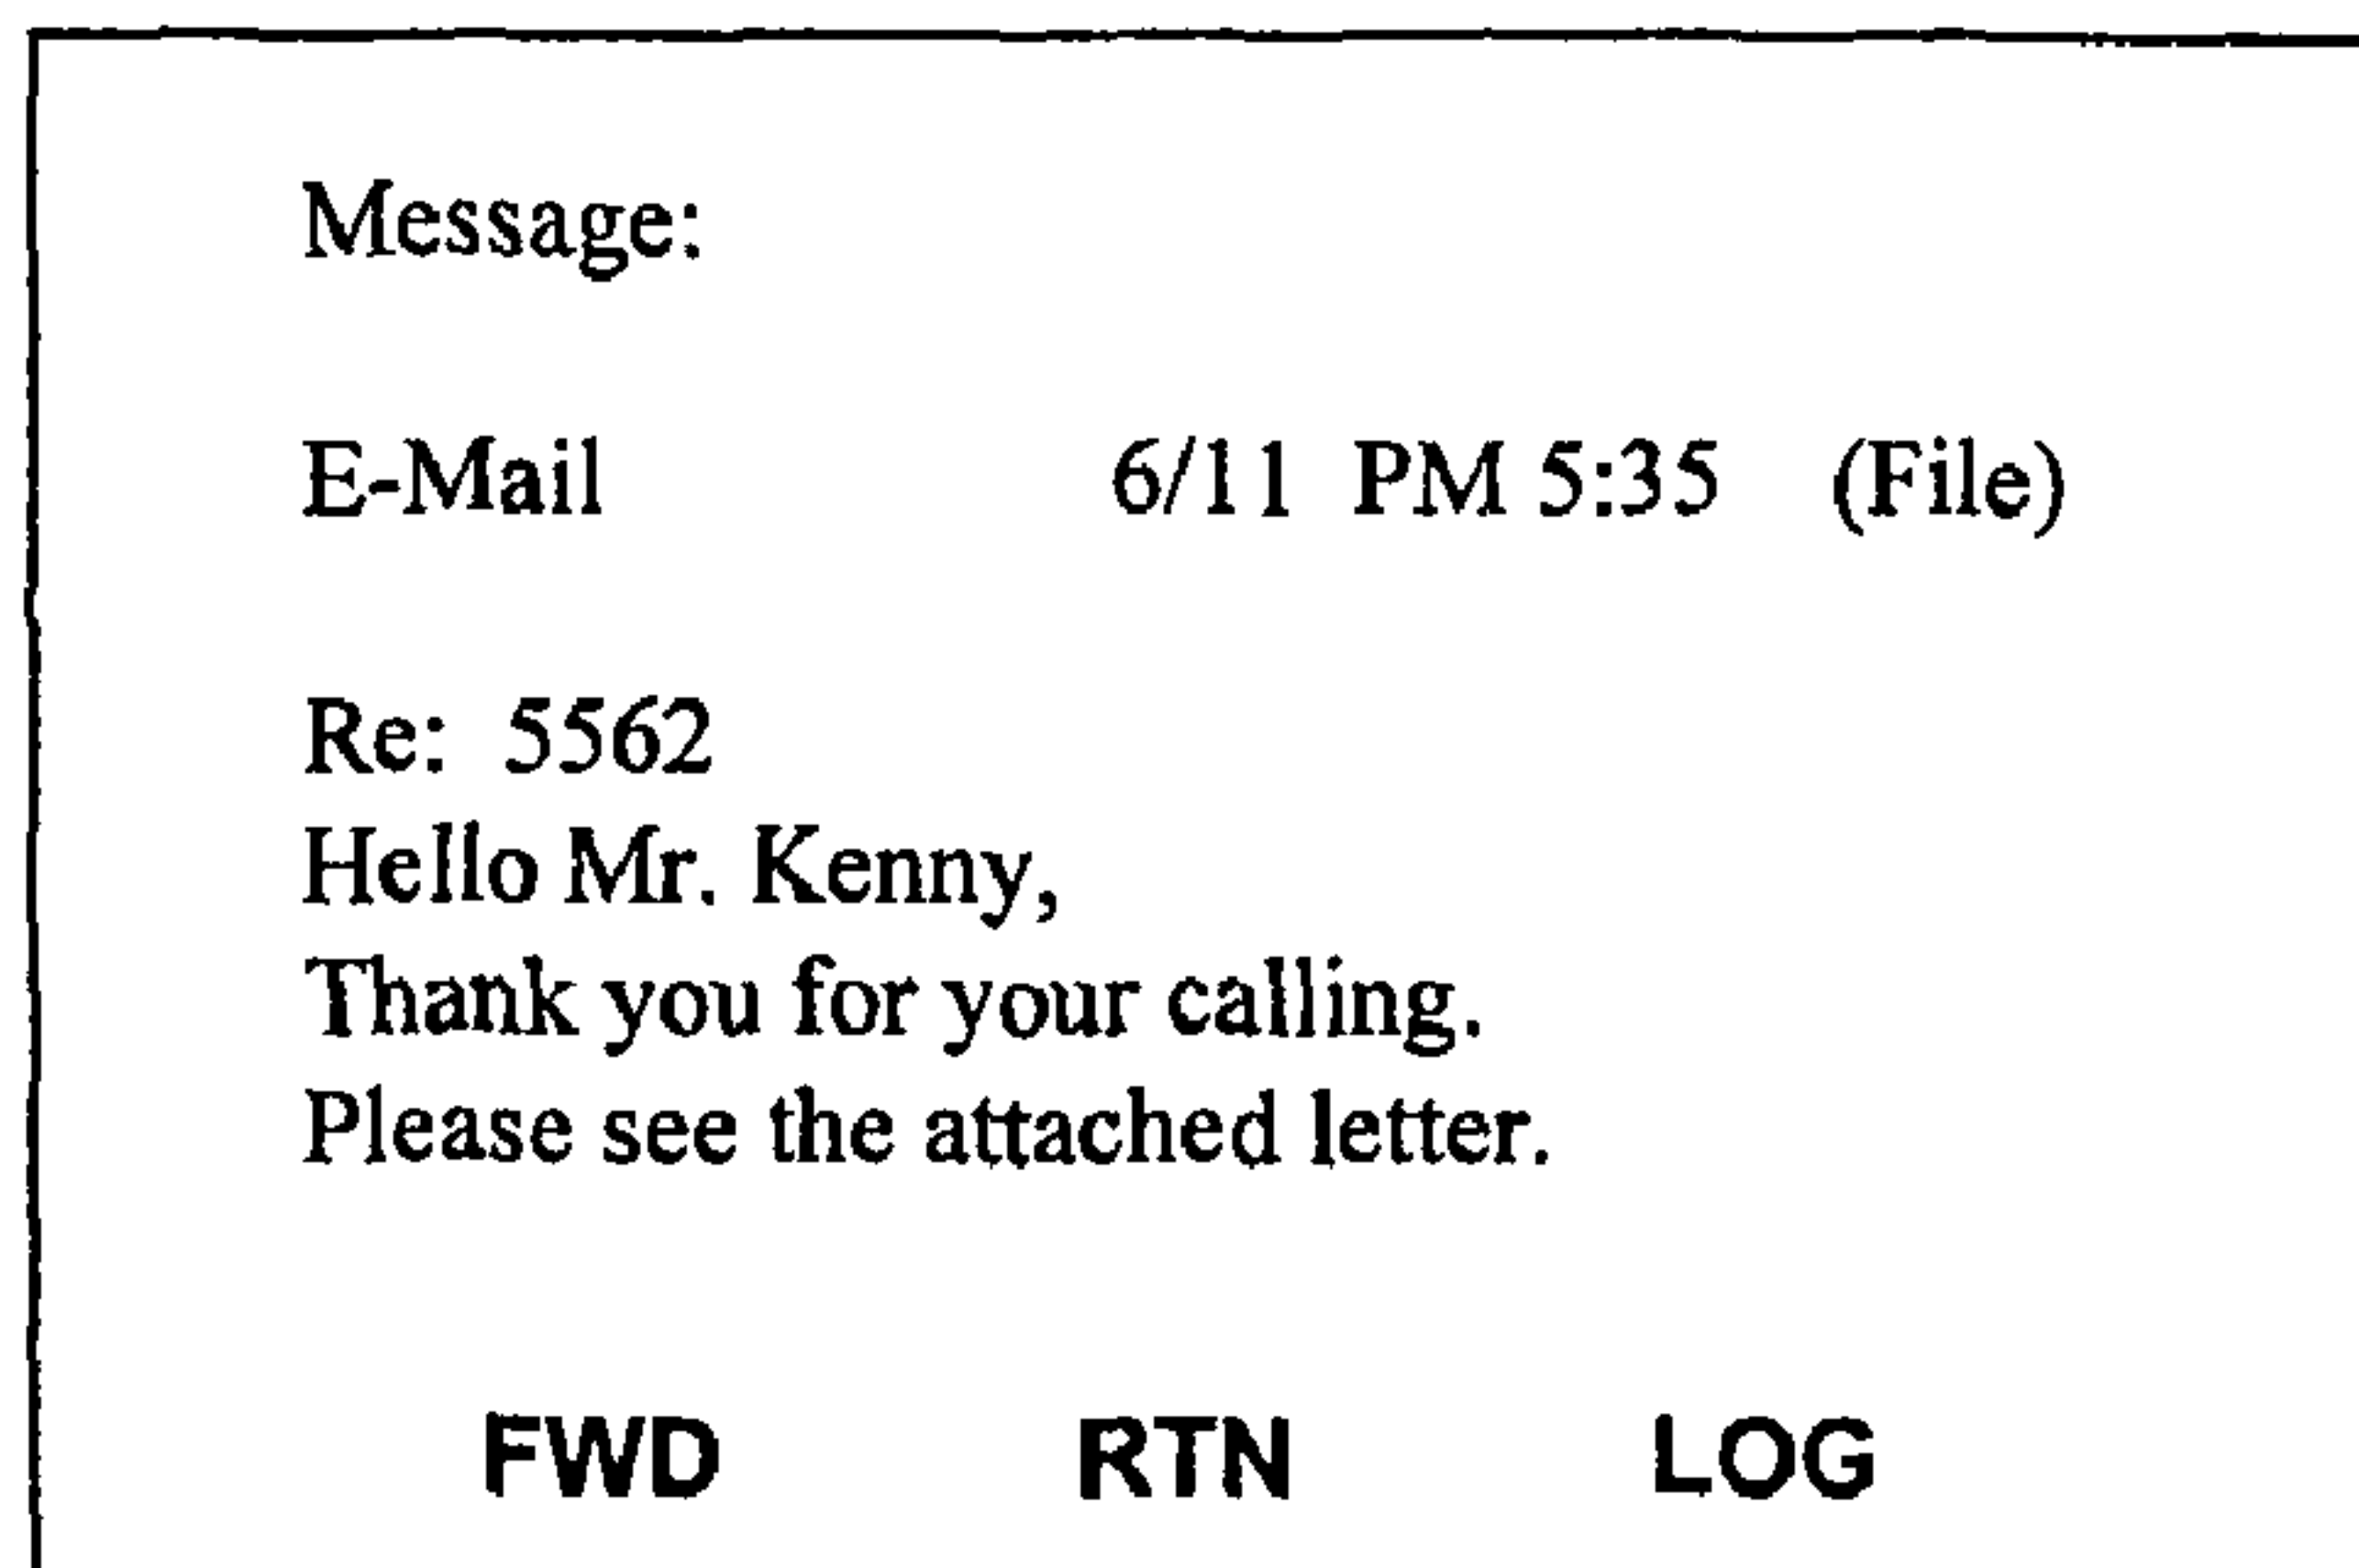 Message:
E-Mail 6/11 PM 5:35 (File)
Re: 5562
Hello Mr. Kenny,
Thank you for your calling.
Please see the attached letter.
FWD RTN LOG